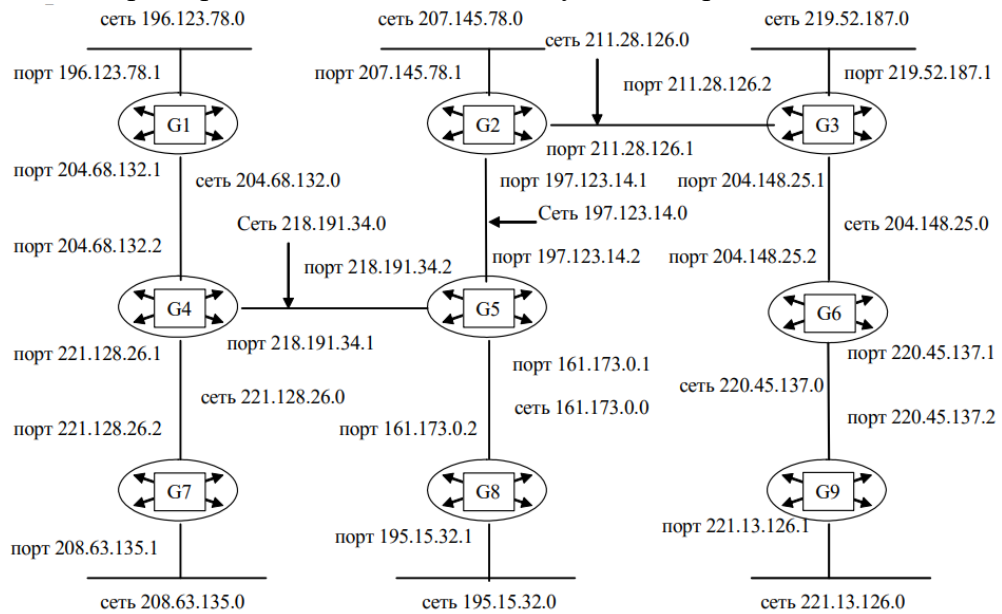 сеть 196.123.78.0
сеть 207.145.78.0
сеть 219.52.187.0
сеть 211.28.126.0
порт 196.123.78.1
порт 207.145.78.1
порт 211.28.126.2
порт 219.52.187.1
G1
G2
G3
порт 211.28.126.1
порт 204.68.132.1
сеть 204.68.132.0
порт 197.123.14.1
порт 204.148.25.1
Сеть 218.191.34.0
Сеть 197.123.14.0
сеть 204.148.25.0
порт 204.68.132.2
порт 218.191.34.2
порт 197.123.14.2
порт 204.148.25.2
G4
G5
G6
порт 221.128.26.1
порт 218.191.34.1
порт 161.173.0.1
порт 220.45.137.1
сеть 221.128.26.0
сеть 161.173.0.0
сеть 220.45.137.0
порт 221.128.26.2
порт 161.173.0.2
порт 220.45.137.2
G7
G8
G9
порт 208.63.135.1
порт 195.15.32.1
порт 221.13.126.1
сеть 208.63.135.0
сеть 195.15.32.0
сеть 221.13.126.0